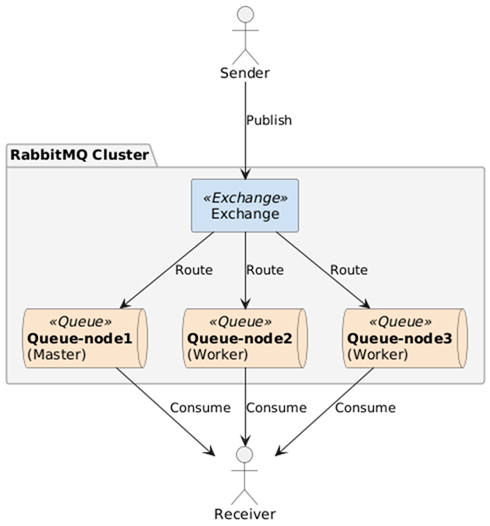 Sender
Publish
RabbitMQ Cluster
«Exchange»
Exchange
Route
Route
Route
«Queue»
Queue-node1
(Master)
«Queue»
Queue-node2
(Worker)
«Queue»
Queue-node3
(Worker)
Consume
Consume
Consume
Receiver